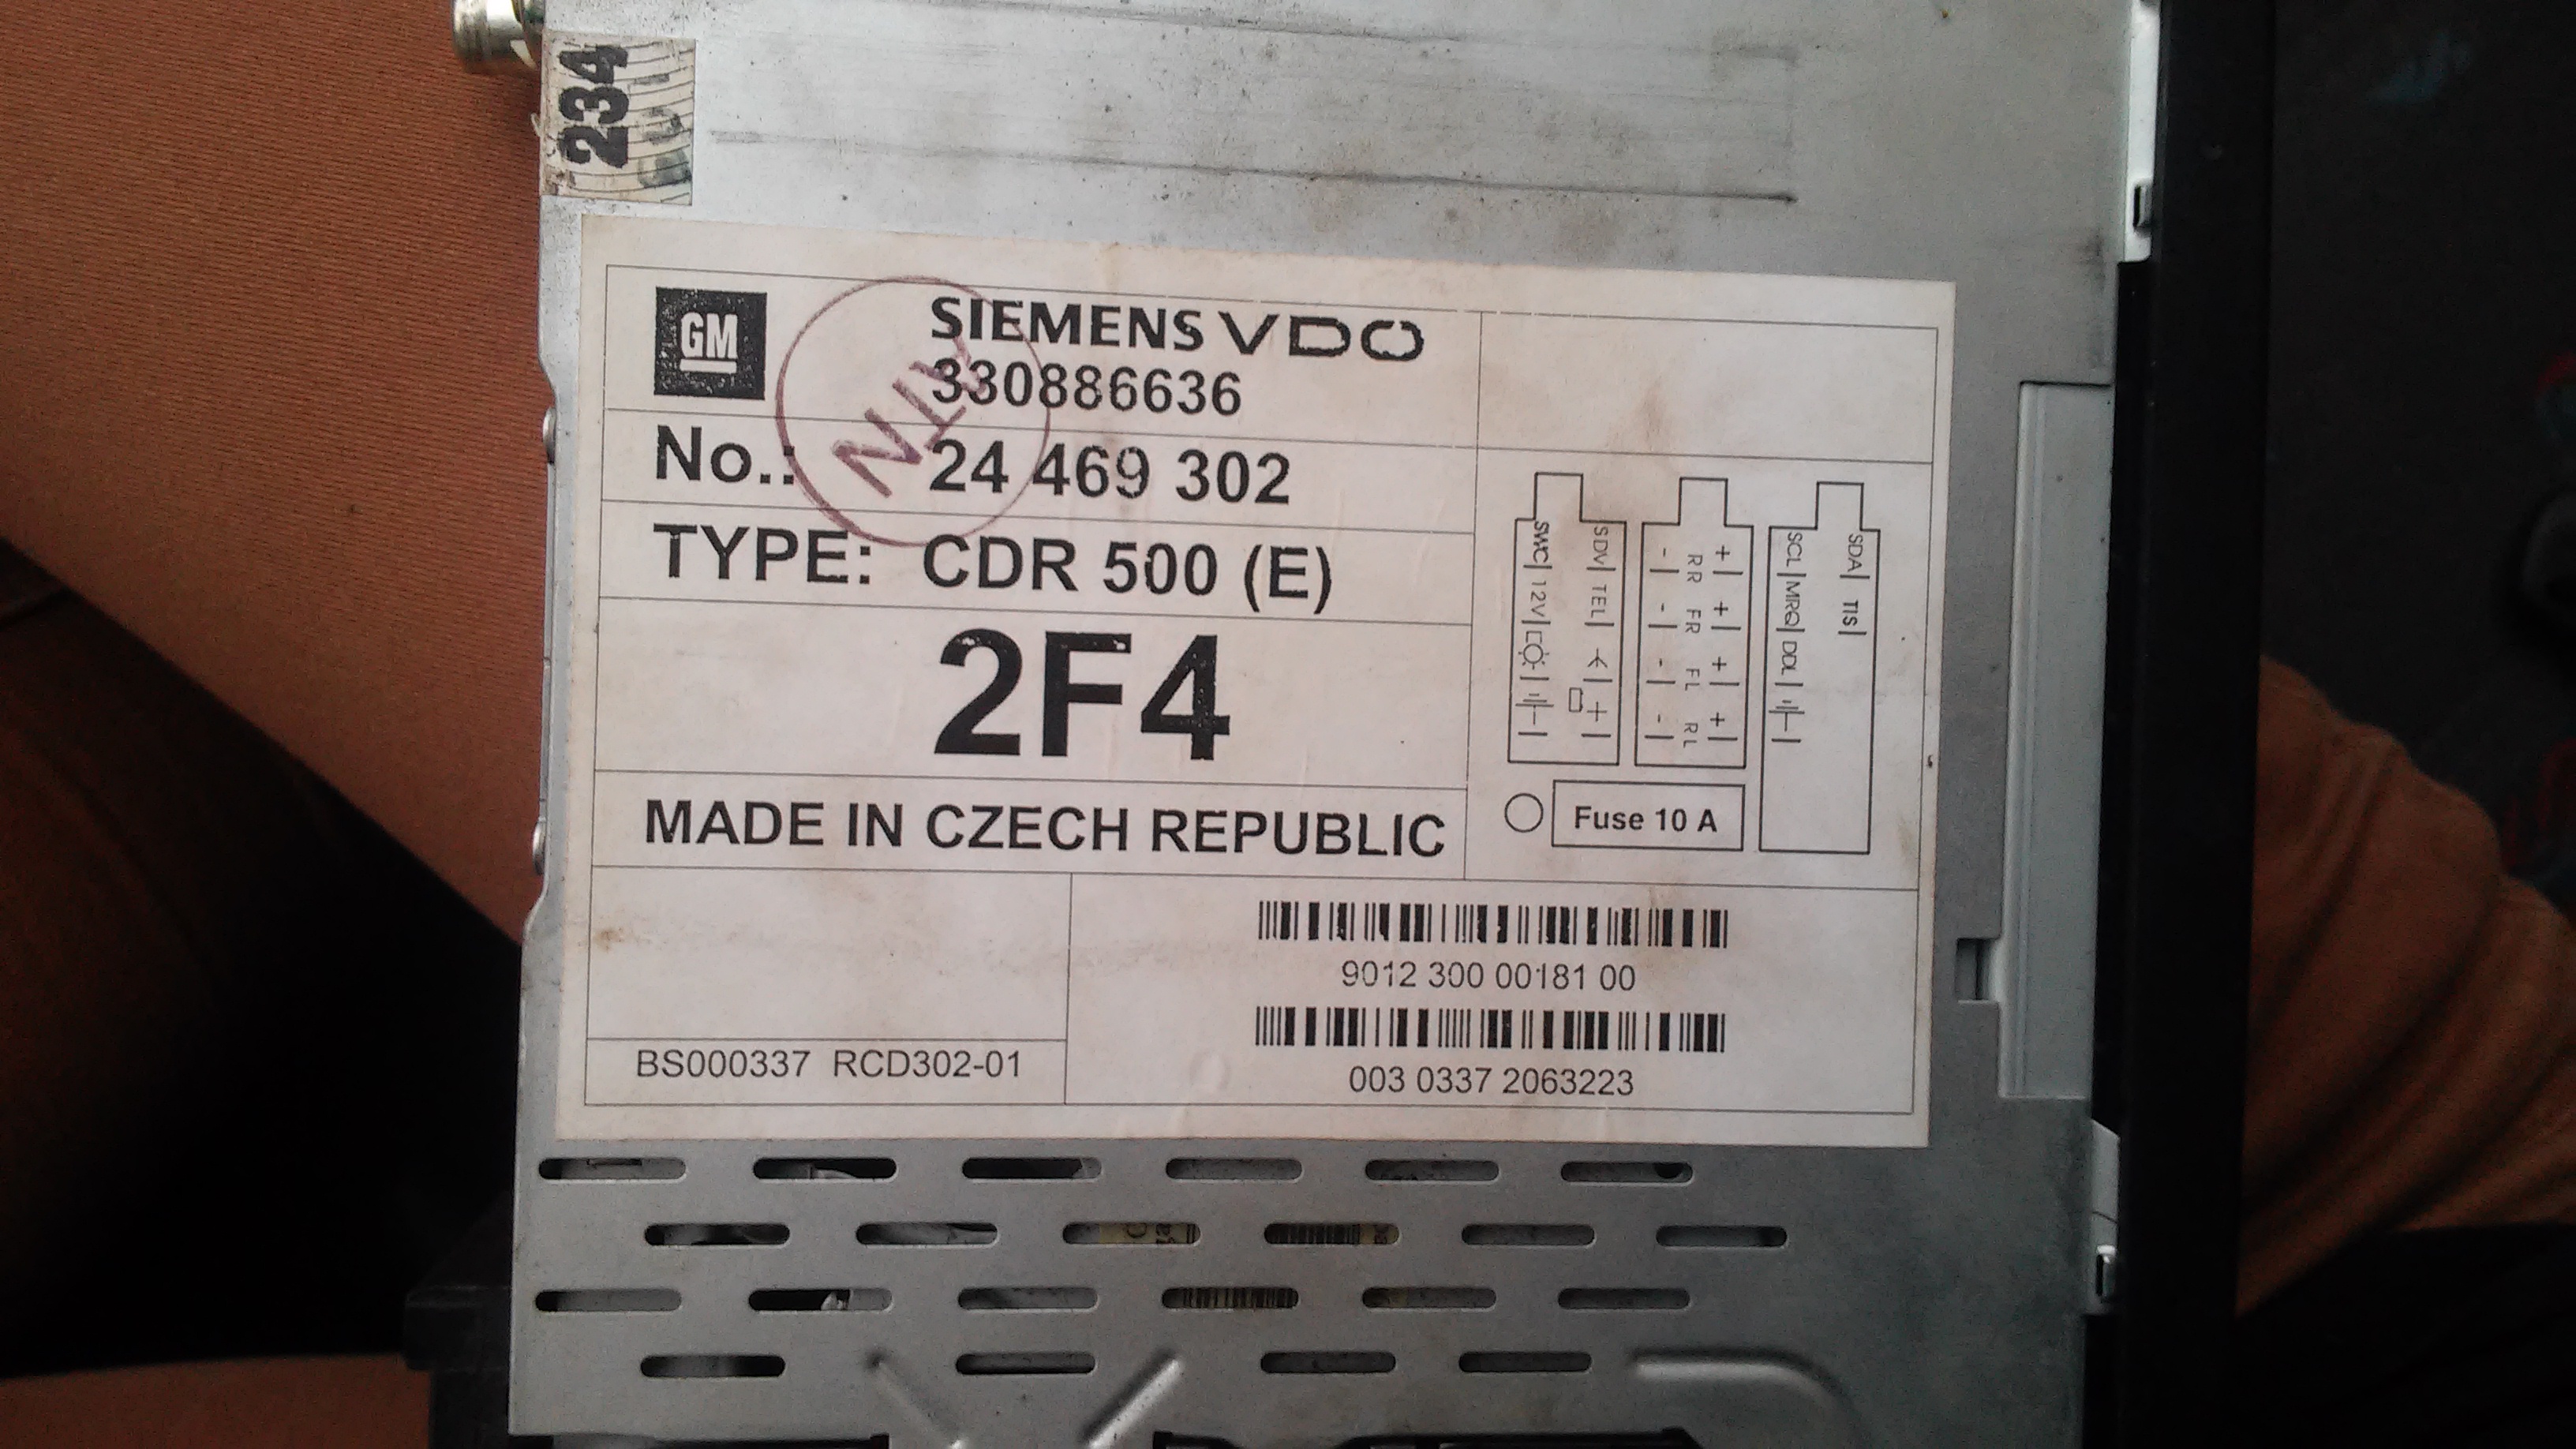 234
GM
SIEMENS VDO
330886636
NTA
No.: 24 469 302
TYPE: CDR 500 (E)
2F4
MADE IN CZECH REPUBLIC
SDV TEL +
SWC 12V
+ + + +
RR FR FL RL
- - - -
SDA TIS
SCL MRQ DDL
Fuse 10 A
9012 300 00181 00
003 0337 2063223
BS000337 RCD302-01